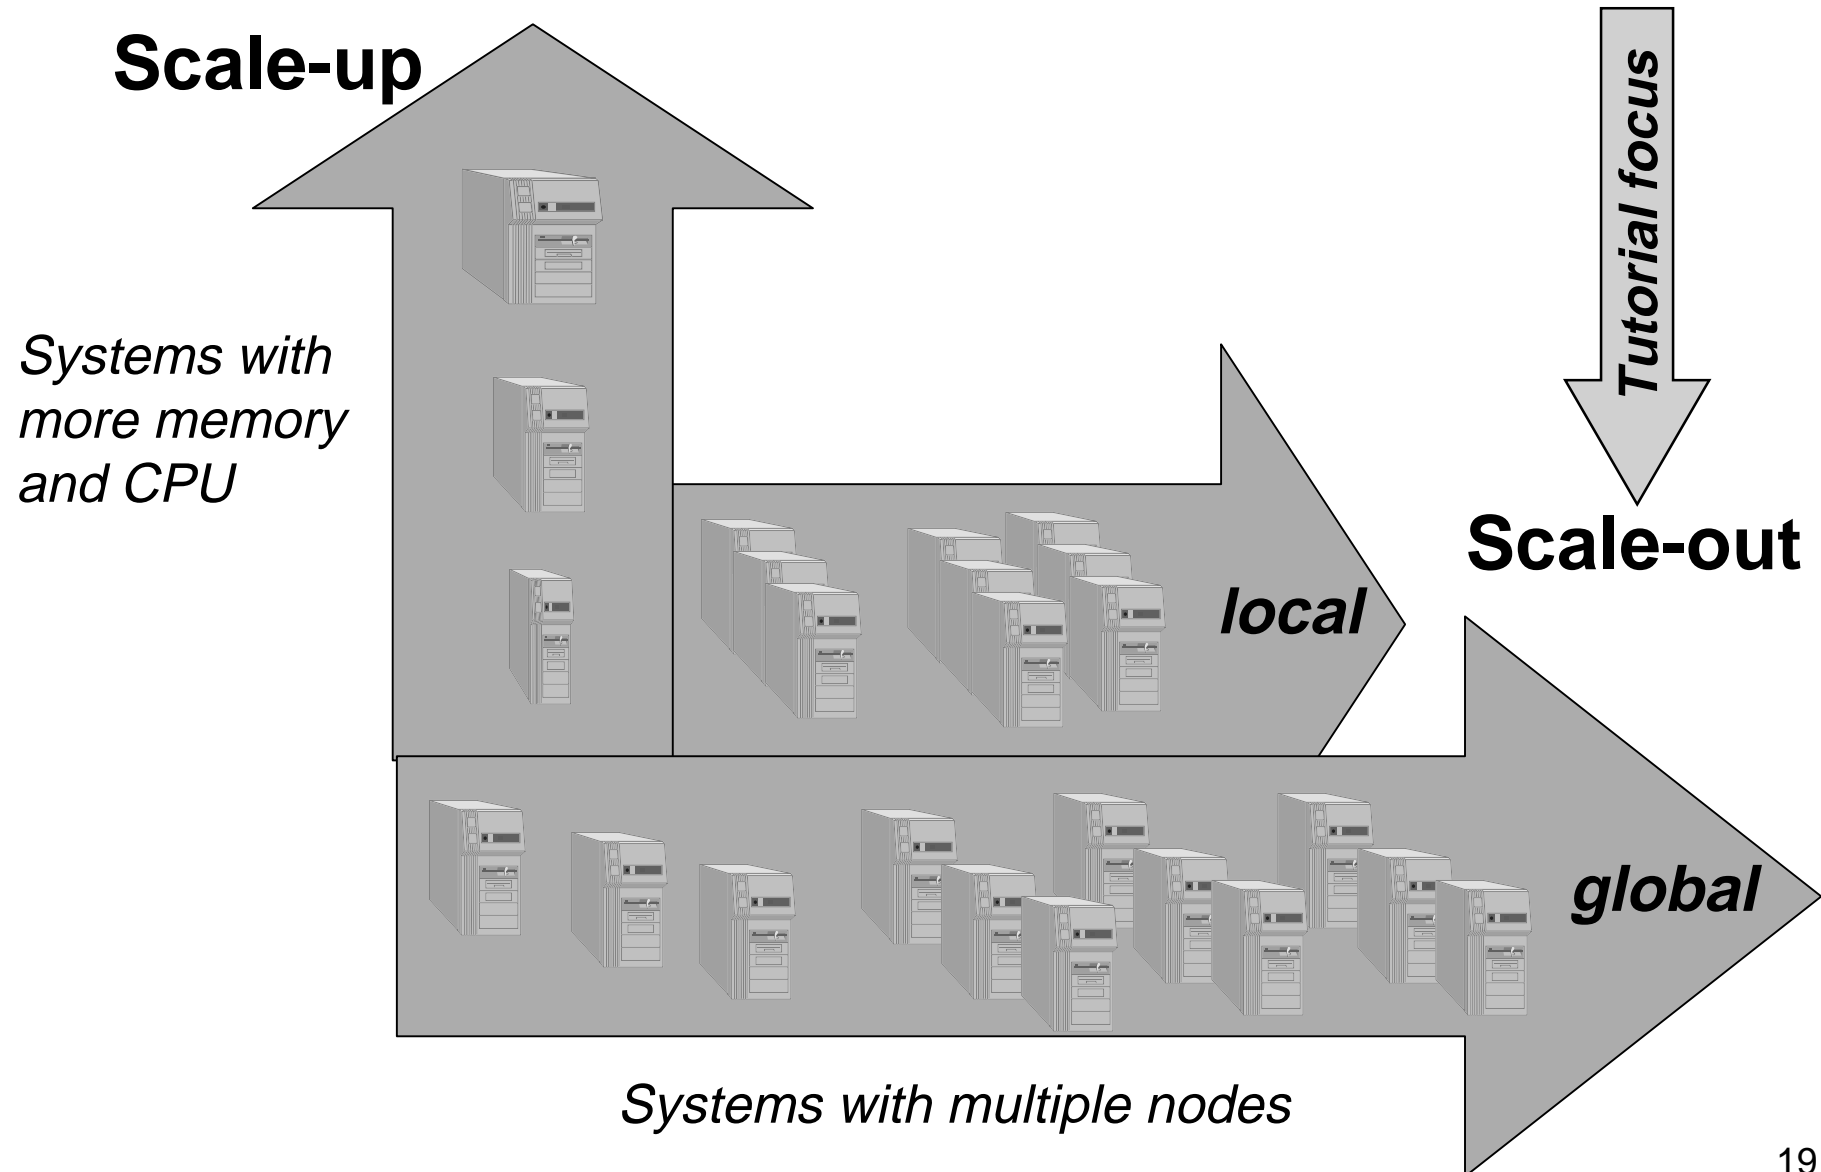 Scale-up
Tutorial focus
Systems with
more memory
and CPU
Scale-out
local
global
Systems with multiple nodes
19